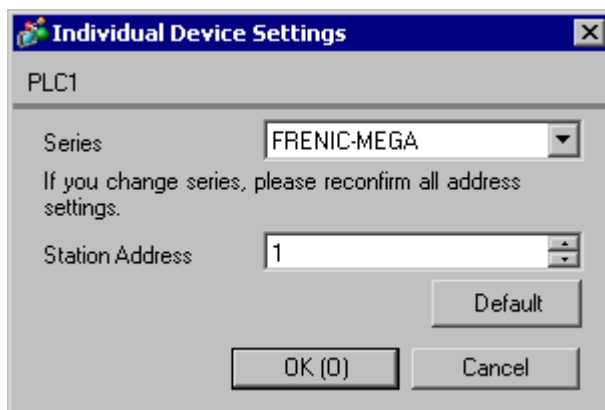 Individual Device Settings
PLC1
Series FRENIC-MEGA
If you change series, please reconfirm all address
settings.
Station Address 1
Default
OK (O) Cancel